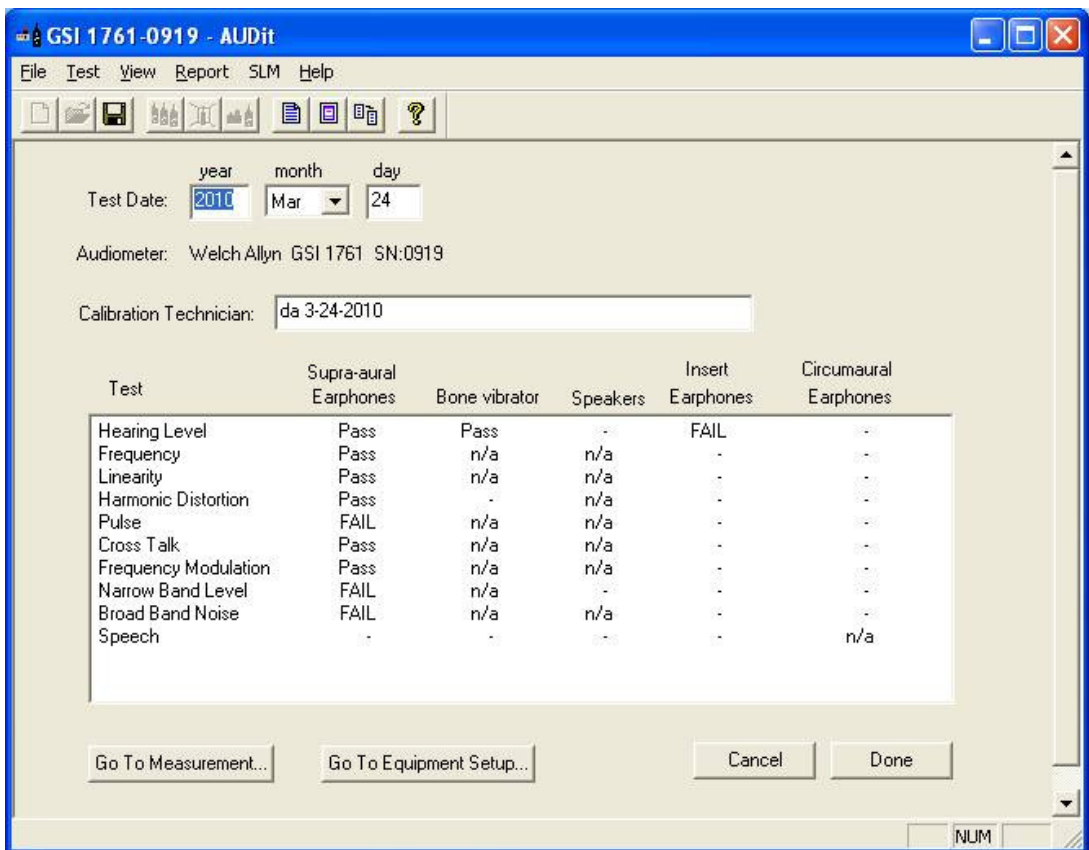 GSI 1761-0919 - AUDit
File Test View Report SLM Help
year month day
Test Date: 2010 Mar 24
Audiometer: Welch Allyn GSI 1761 SN:0919
Calibration Technician: da 3-24-2010
Supra-aural Insert Circumaural
Test Earphones Bone vibrator Speakers Earphones Earphones
Hearing Level Pass Pass - FAIL -
Frequency Pass n/a n/a - -
Linearity Pass n/a n/a - -
Harmonic Distortion Pass - n/a - -
Pulse FAIL n/a n/a - -
Cross Talk Pass n/a n/a - -
Frequency Modulation Pass n/a n/a - -
Narrow Band Level FAIL n/a - - -
Broad Band Noise FAIL n/a n/a - -
Speech - - - - n/a
Go To Measurement... Go To Equipment Setup... Cancel Done
NUM